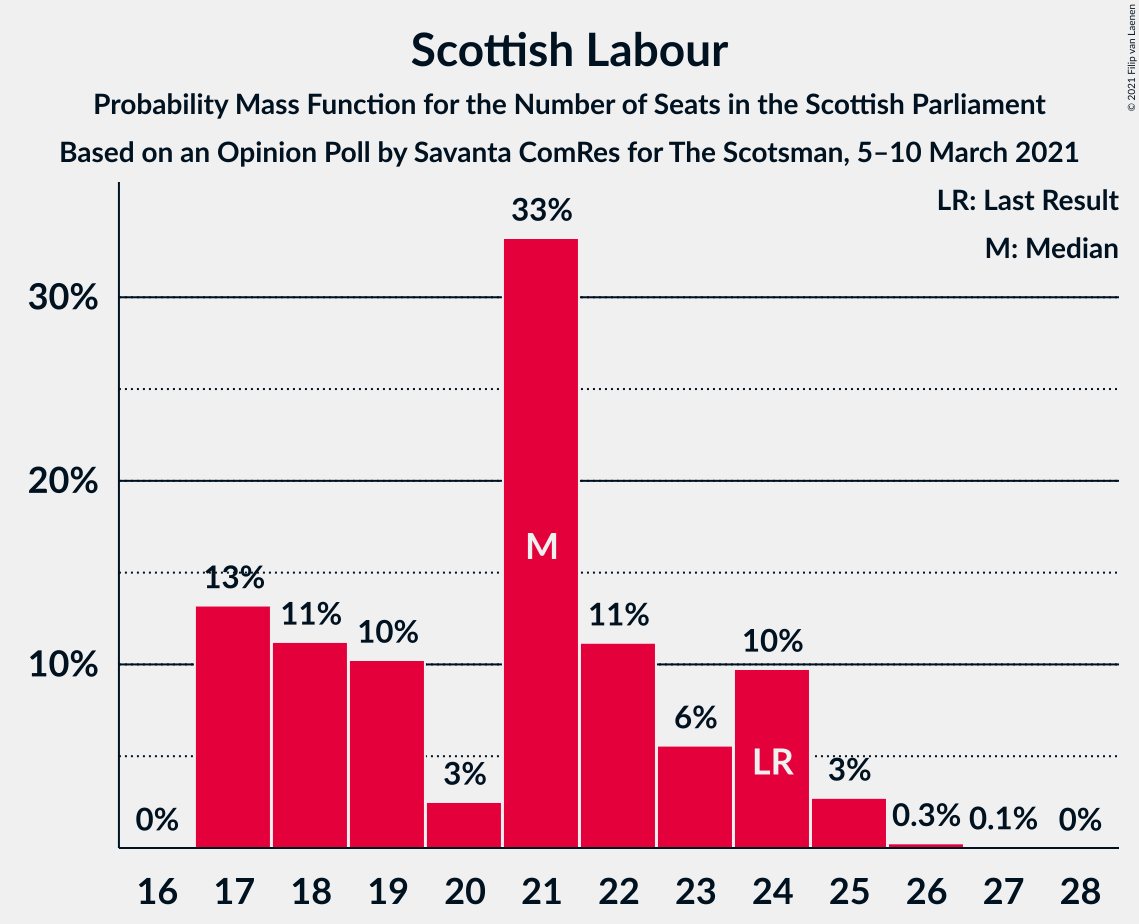 Scottish Labour
Probability Mass Function for the Number of Seats in the Scottish Parliament
Based on an Opinion Poll by Savanta ComRes for The Scotsman, 5–10 March 2021
© 2021 Filip van Laenen
LR: Last Result
M: Median
30%
20%
10%
0%
13%
11%
10%
3%
33%
M
11%
6%
10%
LR
3%
0.3%
0.1%
0%
16 17 18 19 20 21 22 23 24 25 26 27 28